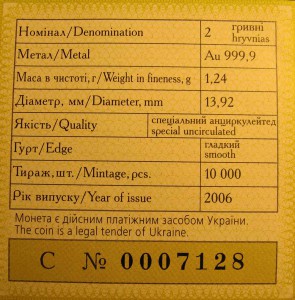 Номінал/Denomination 2 гривні
hryvnias
Метал/Metal Au 999,9
Маса в чистоті, г/Weight in fineness, g 1,24
Діаметр, мм/Diameter, mm 13,92
Якість/Quality спеціальний анциркулейтед
special uncirculated
Гурт/Edge гладкий
smooth
Тираж, шт./Mintage, pcs. 10 000
Рік випуску/Year of issue 2006
Монета є дійсним платіжним засобом України.
The coin is a legal tender of Ukraine.
С № 0007128